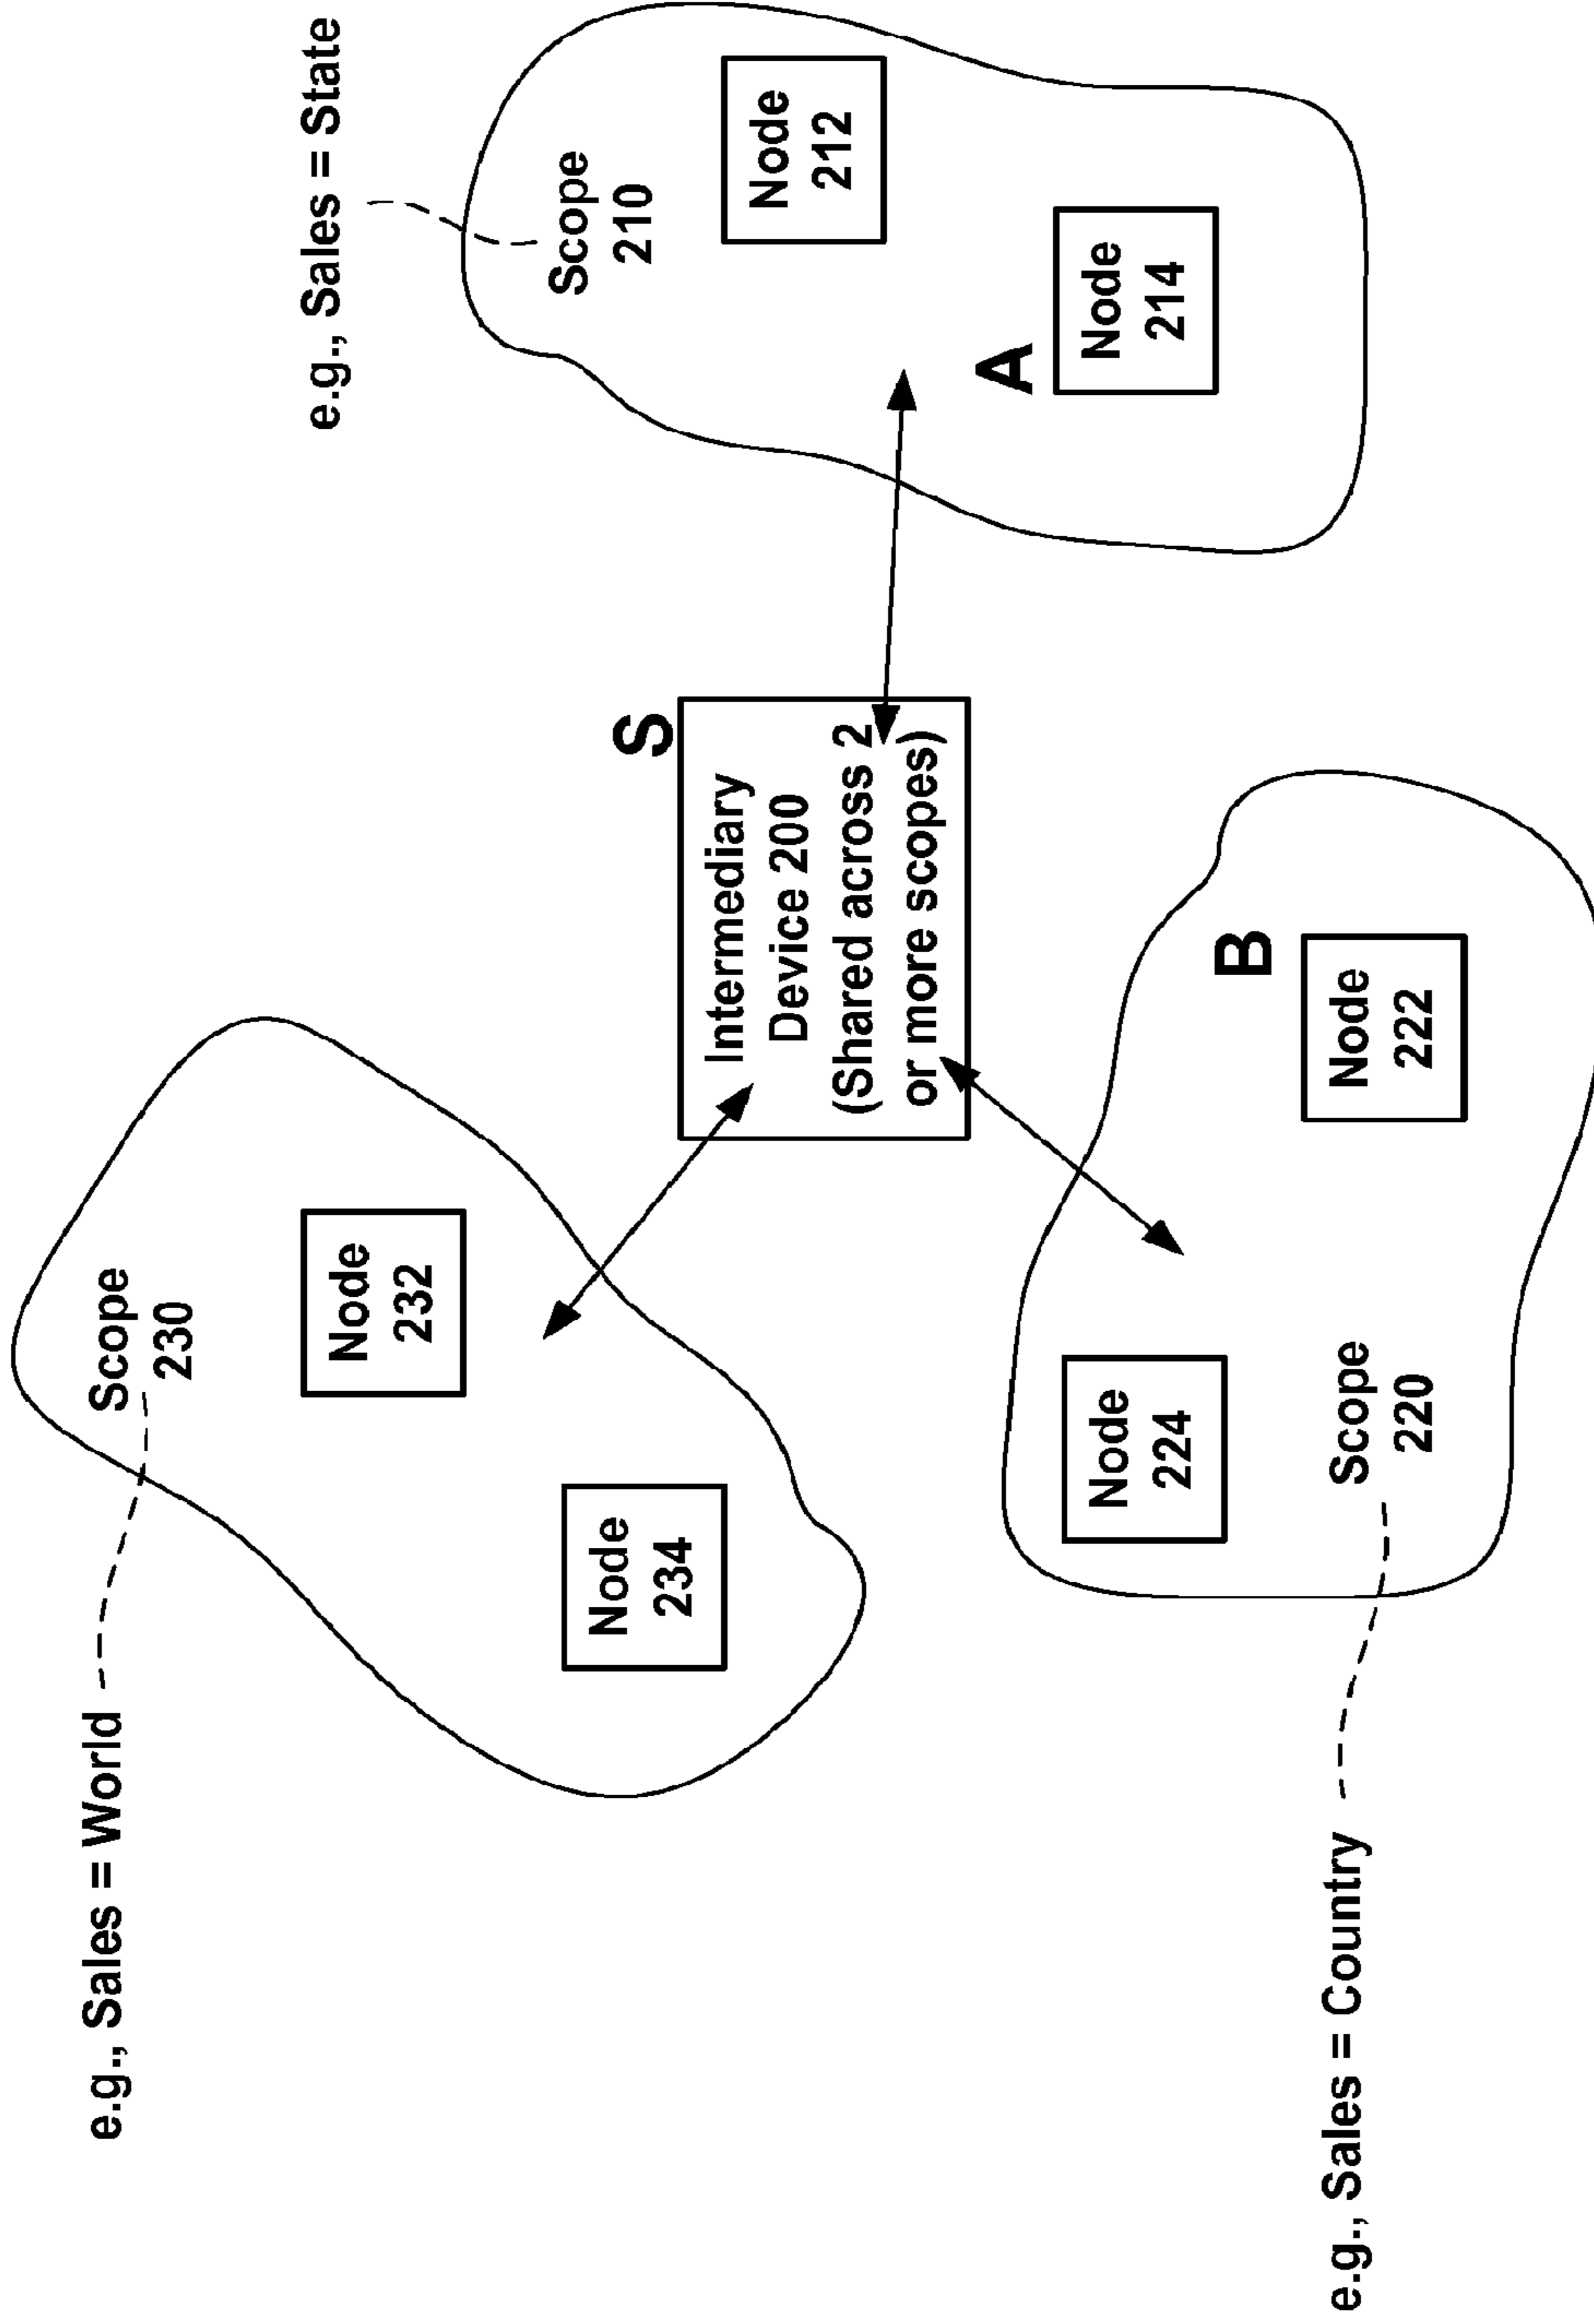 e.g., Sales = World
Scope
230
Node
232
Node
234
e.g., Sales = State
Scope
210
Node
212
A
Node
214
S
Intermediary
Device 200
(Shared across 2
or more scopes)
B
Node
222
Node
224
Scope
220
e.g., Sales = Country